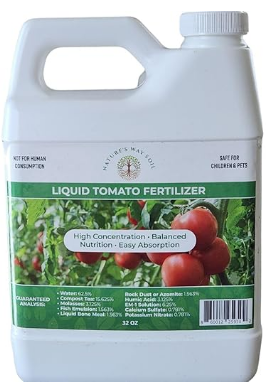 NATURE'S WAY SOIL
NOT FOR HUMAN
CONSUMPTION
SAFE FOR
CHILDREN & PETS
LIQUID TOMATO FERTILIZER
High Concentration • Balanced
Nutrition • Easy Absorption
GUARANTEED
ANALYSIS:
• Water: 62.5%
• Compost Tea: 15.625%
• Molasses: 3.125%
• Fish Emulsion: 1.563%
• Liquid Bone Meal: 1.563%
Rock Dust or Azomite: 1.563%
Humic Acid: 3.125%
EM-1 Solution: 6.25%
Calcium Sulfate: 0.781%
Potassium Nitrate: 0.781%
32 OZ